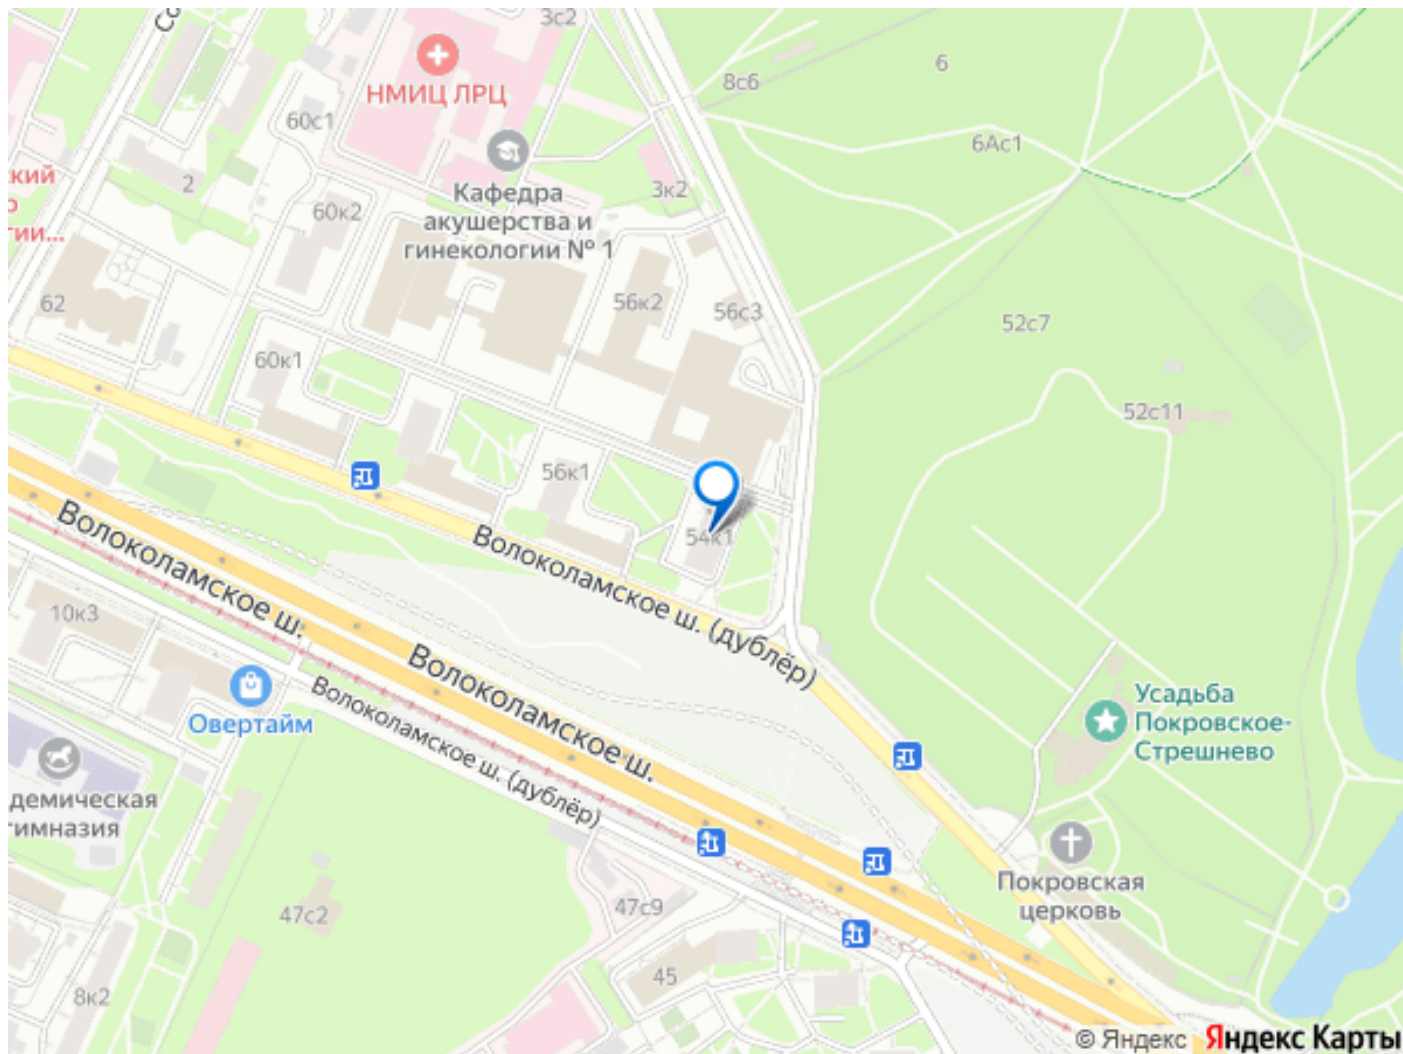 3с2
НМИЦ ЛРЦ
8с6
6
60с1
6Ас1
Кафедра
акушерства и
гинекологии № 1
2
3к2
ский
гии...
60к2
62
56к2
56с3
52с7
60к1
52с11
56к1
54к1
Волоколамское ш. (дублёр)
Волоколамское ш.
10к3
Волоколамское ш.
Овертайм
Волоколамское ш. (дублёр)
Усадьба
Покровское-
Стрешнево
демическая
гимназия
Покровская
церковь
47с2
47с9
45
8к2
© Яндекс Яндекс Карты